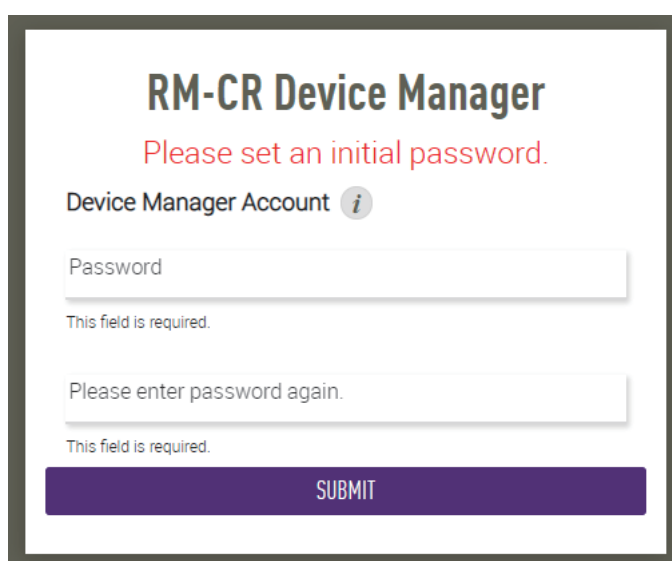 RM-CR Device Manager
Please set an initial password.
Device Manager Account i
Password
This field is required.
Please enter password again.
This field is required.
SUBMIT